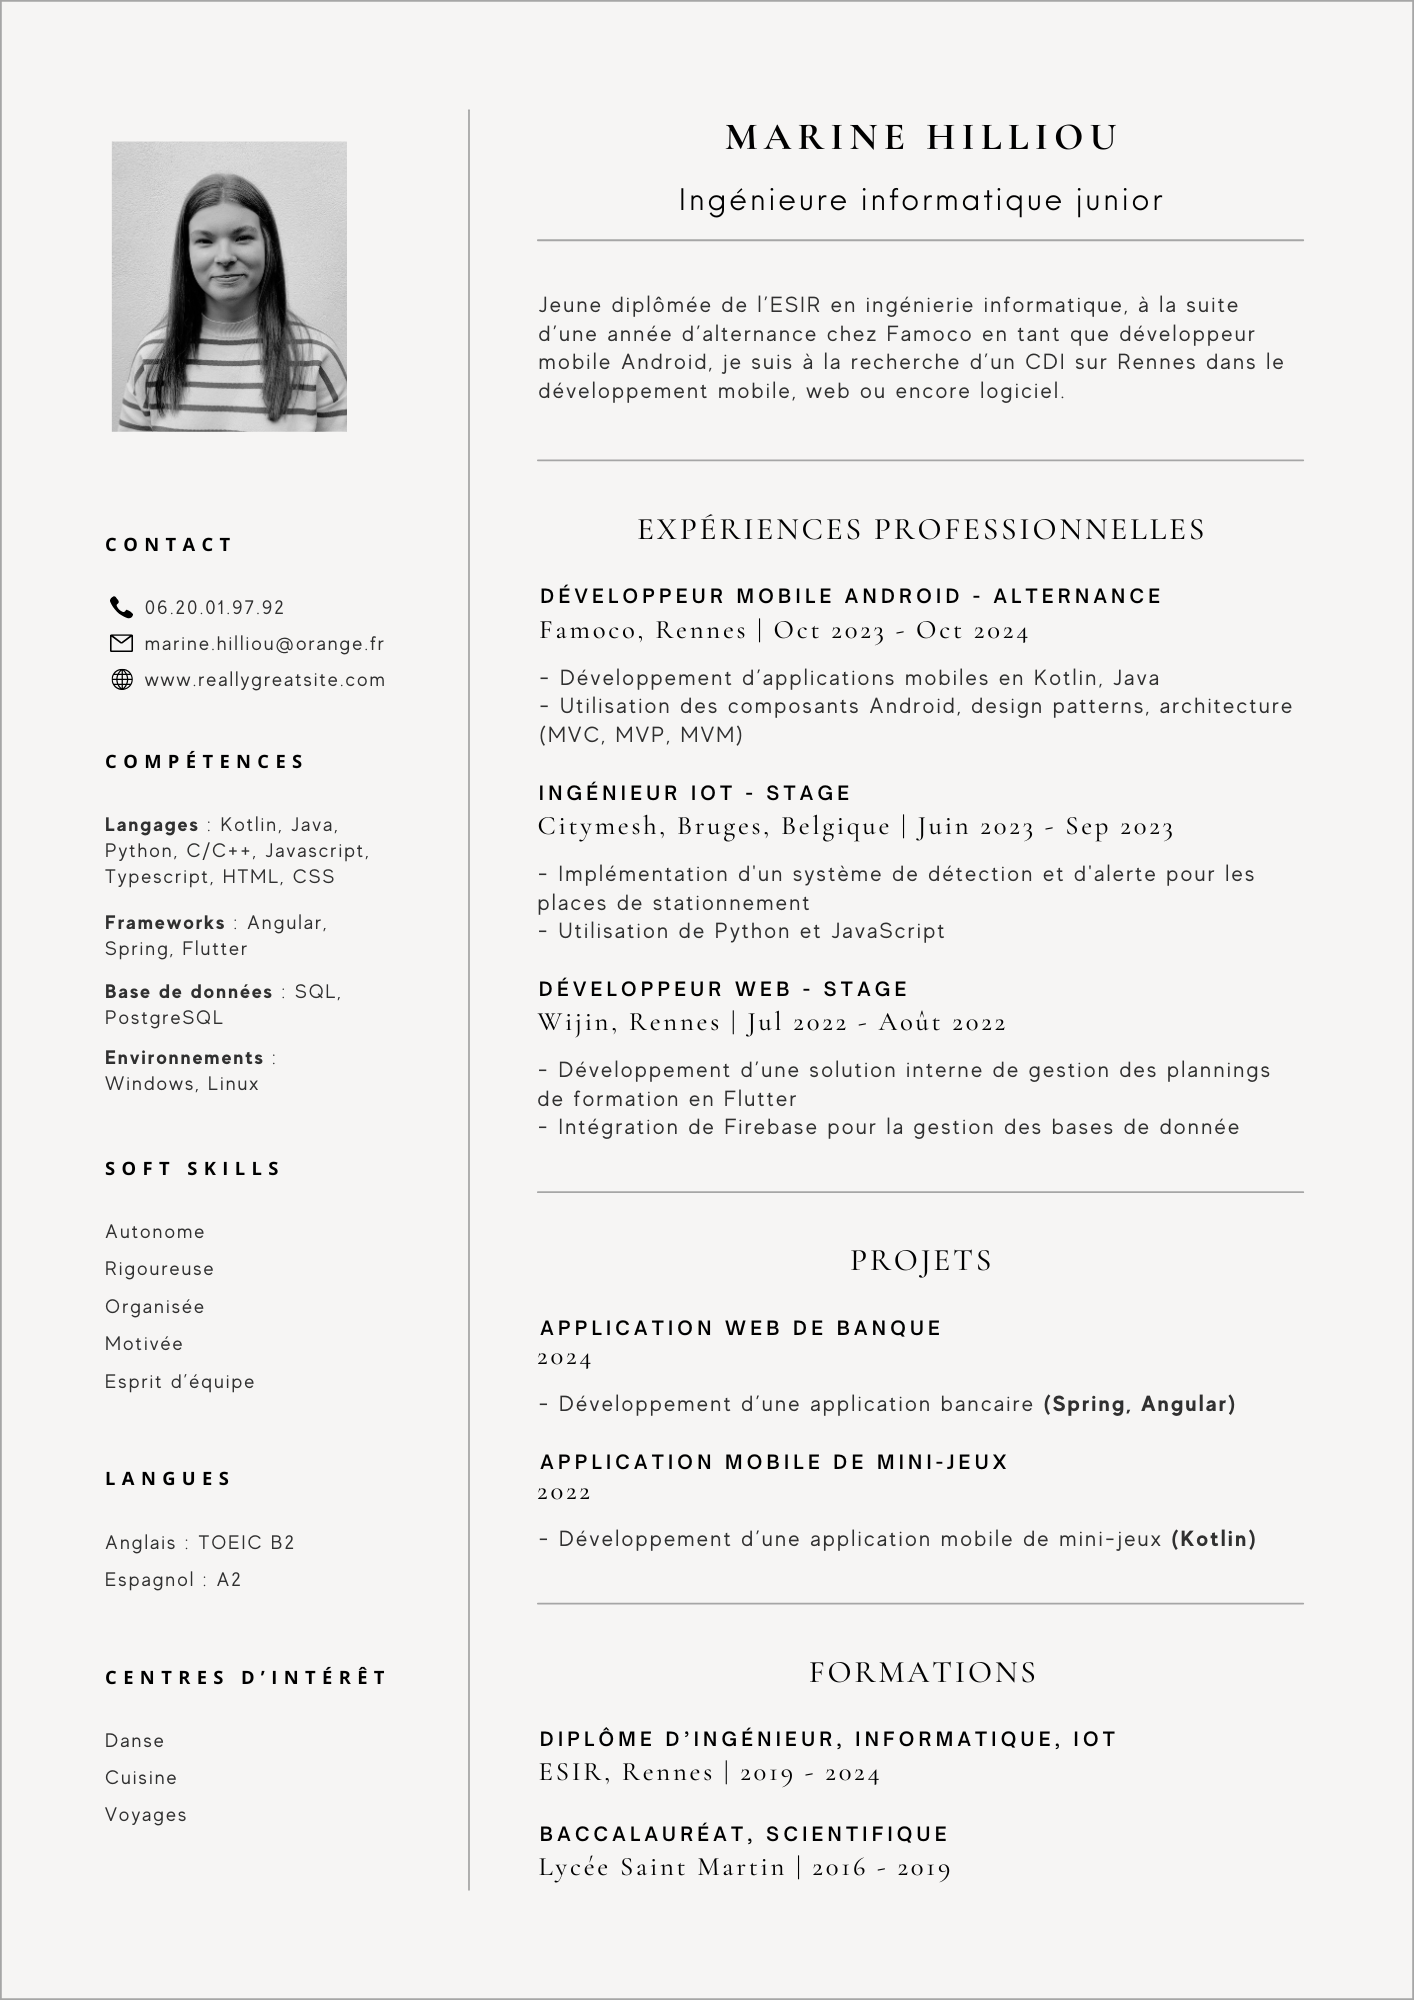 MARINE HILLIOU
Ingénieure informatique junior
Jeune diplômée de l’ESIR en ingénierie informatique, à la suite
d’une année d’alternance chez Famoco en tant que développeur
mobile Android, je suis à la recherche d’un CDI sur Rennes dans le
développement mobile, web ou encore logiciel.
CONTACT
06.20.01.97.92
marine.hilliou@orange.fr
www.reallygreatsite.com
COMPÉTENCES
Langages : Kotlin, Java,
Python, C/C++, Javascript,
Typescript, HTML, CSS
Frameworks : Angular,
Spring, Flutter
Base de données : SQL,
PostgreSQL
Environnements :
Windows, Linux
SOFT SKILLS
Autonome
Rigoureuse
Organisée
Motivée
Esprit d’équipe
LANGUES
Anglais : TOEIC B2
Espagnol : A2
CENTRES D’INTÉRÊT
Danse
Cuisine
Voyages
EXPÉRIENCES PROFESSIONNELLES
DÉVELOPPEUR MOBILE ANDROID - ALTERNANCE
Famoco, Rennes | Oct 2023 - Oct 2024
- Développement d’applications mobiles en Kotlin, Java
- Utilisation des composants Android, design patterns, architecture
(MVC, MVP, MVM)
INGÉNIEUR IOT - STAGE
Citymesh, Bruges, Belgique | Juin 2023 - Sep 2023
- Implémentation d'un système de détection et d'alerte pour les
places de stationnement
- Utilisation de Python et JavaScript
DÉVELOPPEUR WEB - STAGE
Wijin, Rennes | Jul 2022 - Août 2022
- Développement d’une solution interne de gestion des plannings
de formation en Flutter
- Intégration de Firebase pour la gestion des bases de donnée
PROJETS
APPLICATION WEB DE BANQUE
2024
- Développement d’une application bancaire (Spring, Angular)
APPLICATION MOBILE DE MINI-JEUX
2022
- Développement d’une application mobile de mini-jeux (Kotlin)
FORMATIONS
DIPLÔME D’INGÉNIEUR, INFORMATIQUE, IOT
ESIR, Rennes | 2019 - 2024
BACCALAURÉAT, SCIENTIFIQUE
Lycée Saint Martin | 2016 - 2019